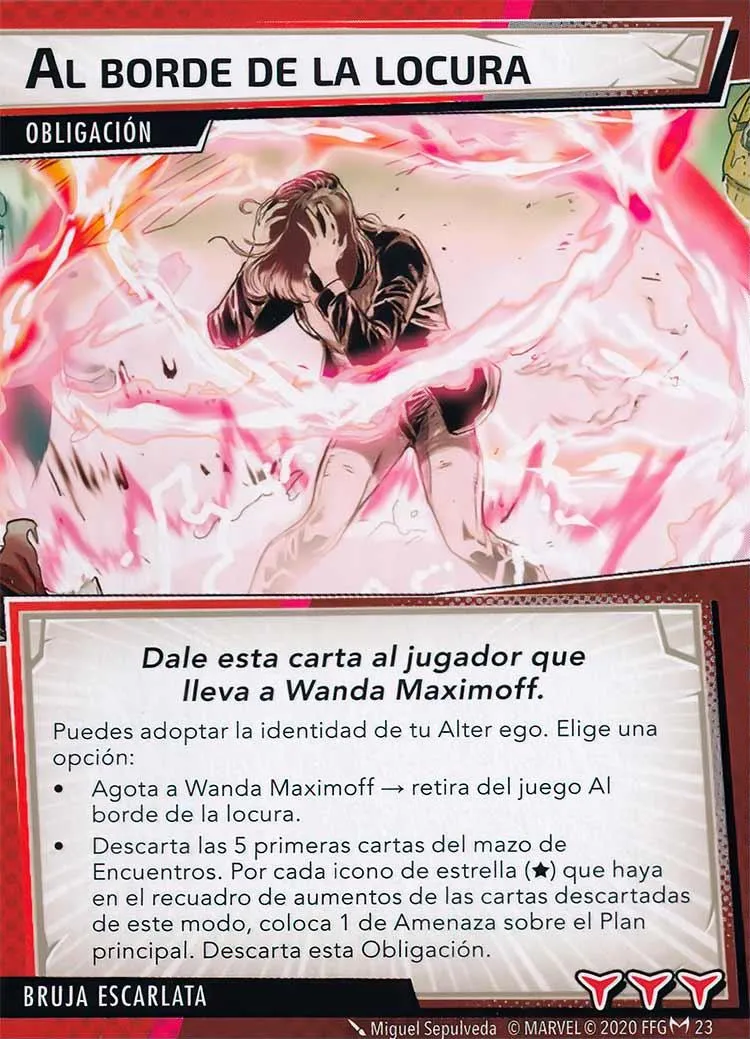 AL BORDE DE LA LOCURA
OBLIGACIÓN
Dale esta carta al jugador que
lleva a Wanda Maximoff.
Puedes adoptar la identidad de tu Alter ego. Elige una
opción:
• Agota a Wanda Maximoff → retira del juego Al
borde de la locura.
• Descarta las 5 primeras cartas del mazo de
Encuentros. Por cada icono de estrella (★) que haya
en el recuadro de aumentos de las cartas descartadas
de este modo, coloca 1 de Amenaza sobre el Plan
principal. Descarta esta Obligación.
BRUJA ESCARLATA
Miguel Sepulveda © MARVEL © 2020 FFG 23